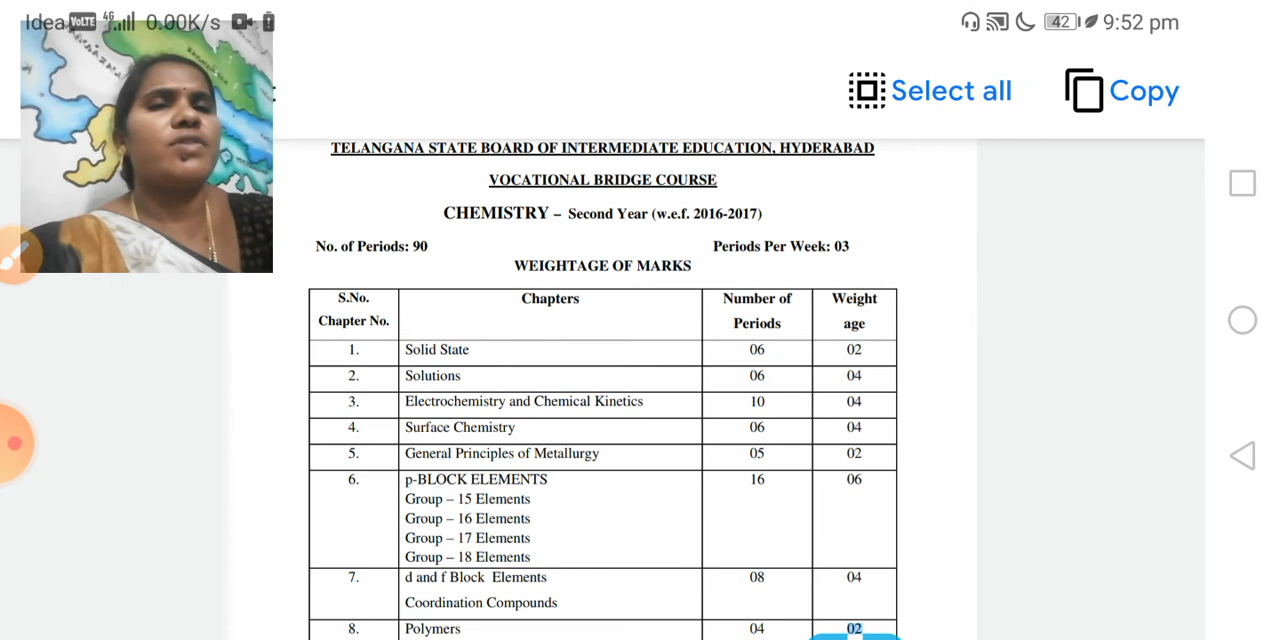 Idea VoLTE 4G 0.00K/s 42 9:52 pm
Select all Copy
TELANGANA STATE BOARD OF INTERMEDIATE EDUCATION, HYDERABAD
VOCATIONAL BRIDGE COURSE
CHEMISTRY – Second Year (w.e.f. 2016-2017)
No. of Periods: 90 Periods Per Week: 03
WEIGHTAGE OF MARKS
S.No. Chapter No. Chapters Number of Periods Weight age
1. Solid State 06 02
2. Solutions 06 04
3. Electrochemistry and Chemical Kinetics 10 04
4. Surface Chemistry 06 04
5. General Principles of Metallurgy 05 02
6. p-BLOCK ELEMENTS 16 06
Group – 15 Elements
Group – 16 Elements
Group – 17 Elements
Group – 18 Elements
7. d and f Block Elements 08 04
Coordination Compounds
8. Polymers 04 02